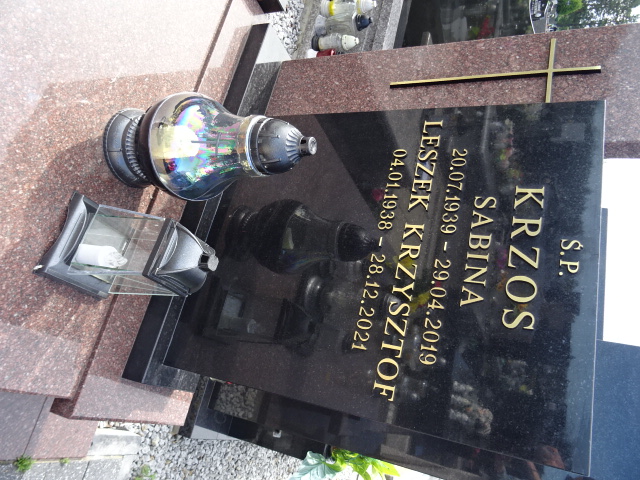 Ś.P.
KRZOS
SABINA
20.07.1939 - 29.04.2019
LESZEK KRZYSZTOF
04.01.1938 - 28.12.2021